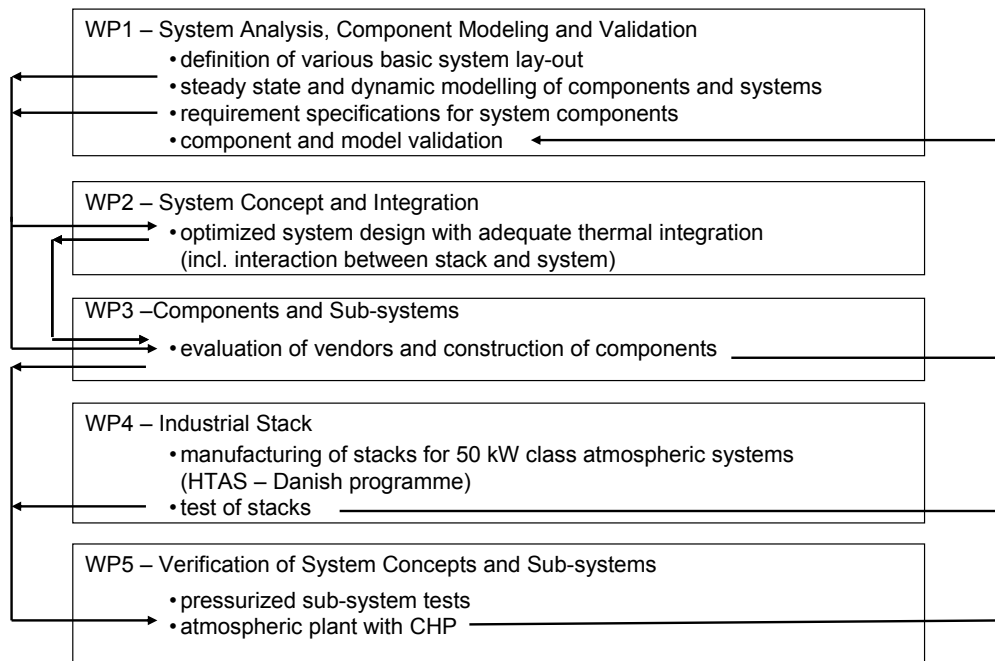 WP1 – System Analysis, Component Modeling and Validation
• definition of various basic system lay-out
• steady state and dynamic modelling of components and systems
• requirement specifications for system components
• component and model validation
WP2 – System Concept and Integration
• optimized system design with adequate thermal integration
(incl. interaction between stack and system)
WP3 –Components and Sub-systems
• evaluation of vendors and construction of components
WP4 – Industrial Stack
• manufacturing of stacks for 50 kW class atmospheric systems
(HTAS – Danish programme)
• test of stacks
WP5 – Verification of System Concepts and Sub-systems
• pressurized sub-system tests
• atmospheric plant with CHP